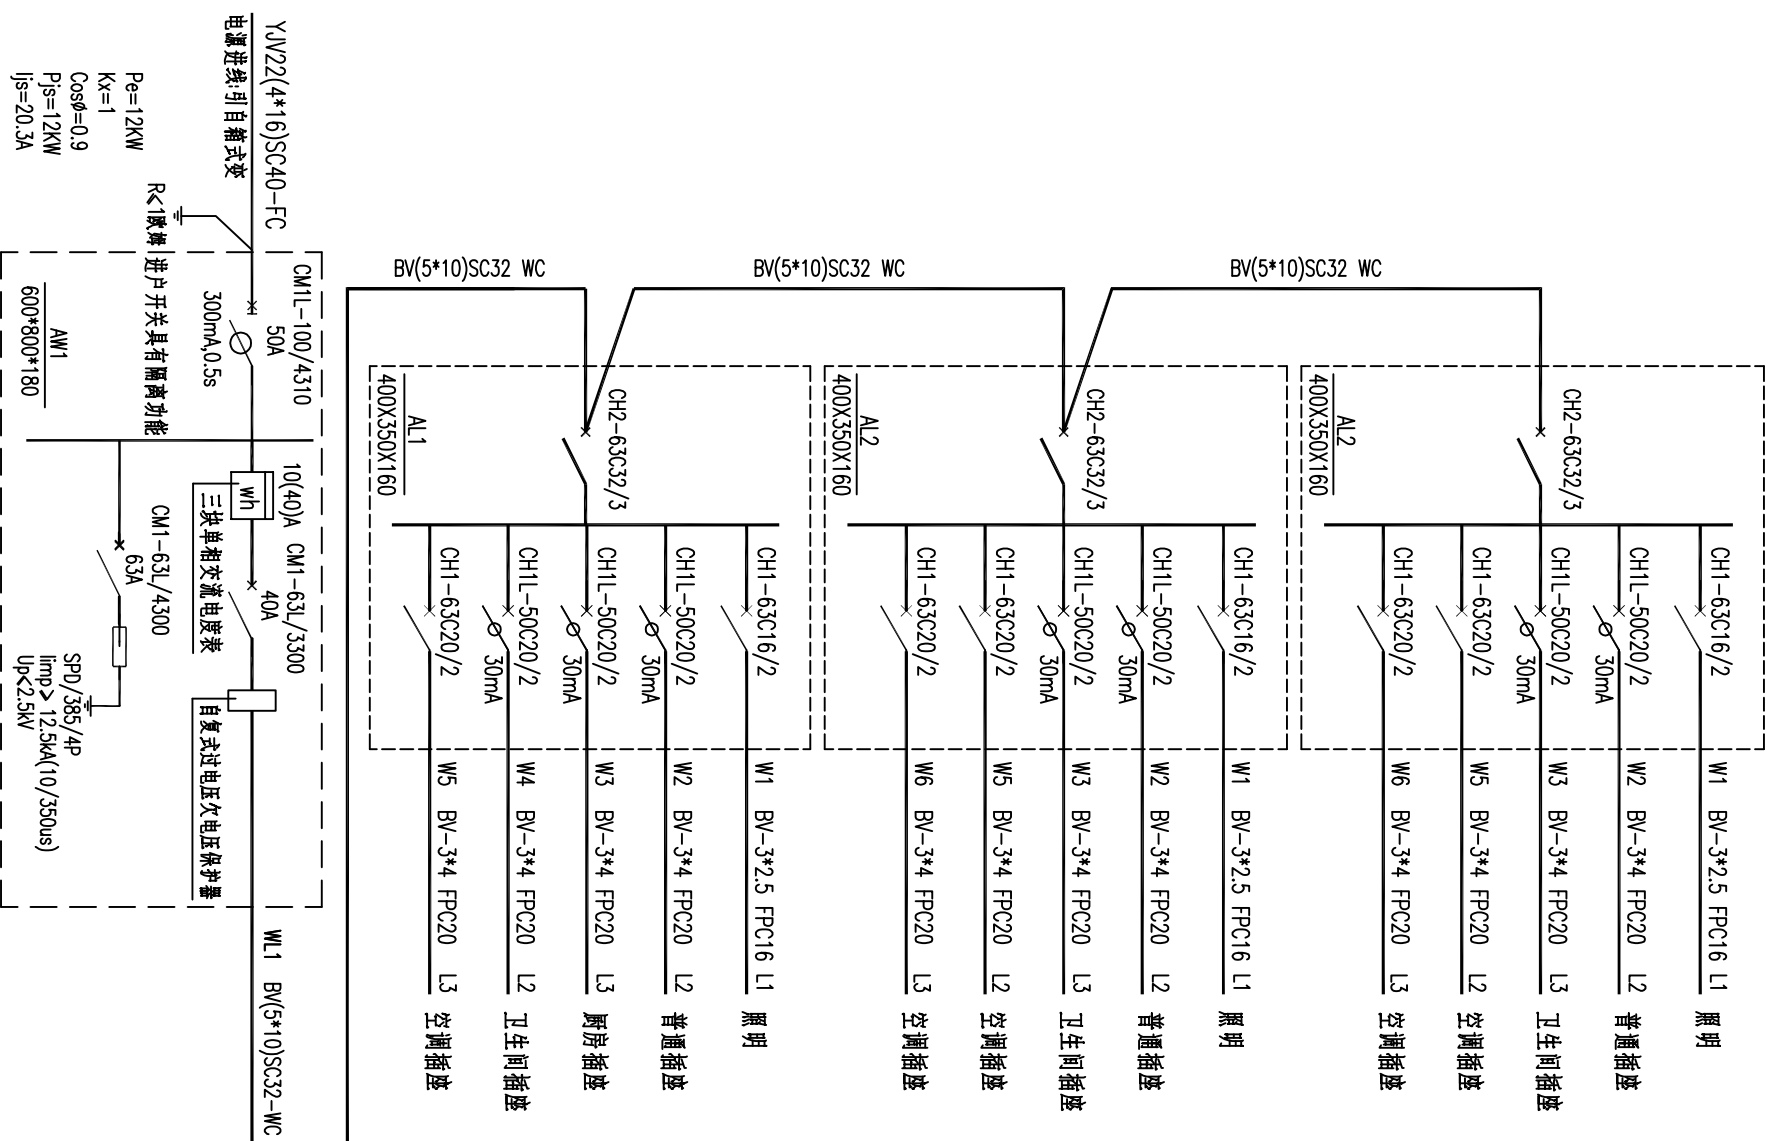 YJV22(4*16)SC40-FC
电源进线:引自箱式变
Pe=12KW
Kx=1
CosØ=0.9
Pjs=12KW
Ijs=20.3A
R<1欧姆
进户开关具有隔离功能
CM1L-100/4310
50A
300mA,0.5s
AW1
600*800*180
10(40)A
wh
三块单相交流电度表
CM1-63L/3300
40A
自复式过电压欠电压保护器
CM1-63L/4300
63A
SPD/385/4P
Iimp>12.5kA(10/350us)
Up<2.5kV
WL1 BV(5*10)SC32-WC
BV(5*10)SC32 WC
AL1
400X350X160
CH2-63C32/3
CH1-63C16/2
W1 BV-3*2.5 FPC16 L1 照明
CH1L-50C20/2
30mA
W2 BV-3*4 FPC20 L2 普通插座
CH1L-50C20/2
30mA
W3 BV-3*4 FPC20 L3 厨房插座
CH1L-50C20/2
30mA
W4 BV-3*4 FPC20 L2 卫生间插座
CH1-63C20/2
W5 BV-3*4 FPC20 L3 空调插座
BV(5*10)SC32 WC
AL2
400X350X160
CH2-63C32/3
CH1-63C16/2
W1 BV-3*2.5 FPC16 L1 照明
CH1L-50C20/2
30mA
W2 BV-3*4 FPC20 L2 普通插座
CH1L-50C20/2
30mA
W3 BV-3*4 FPC20 L3 卫生间插座
CH1-63C20/2
W5 BV-3*4 FPC20 L2 空调插座
CH1-63C20/2
W6 BV-3*4 FPC20 L3 空调插座
BV(5*10)SC32 WC
AL2
400X350X160
CH2-63C32/3
CH1-63C16/2
W1 BV-3*2.5 FPC16 L1 照明
CH1L-50C20/2
30mA
W2 BV-3*4 FPC20 L2 普通插座
CH1L-50C20/2
30mA
W3 BV-3*4 FPC20 L3 卫生间插座
CH1-63C20/2
W5 BV-3*4 FPC20 L2 空调插座
CH1-63C20/2
W6 BV-3*4 FPC20 L3 空调插座